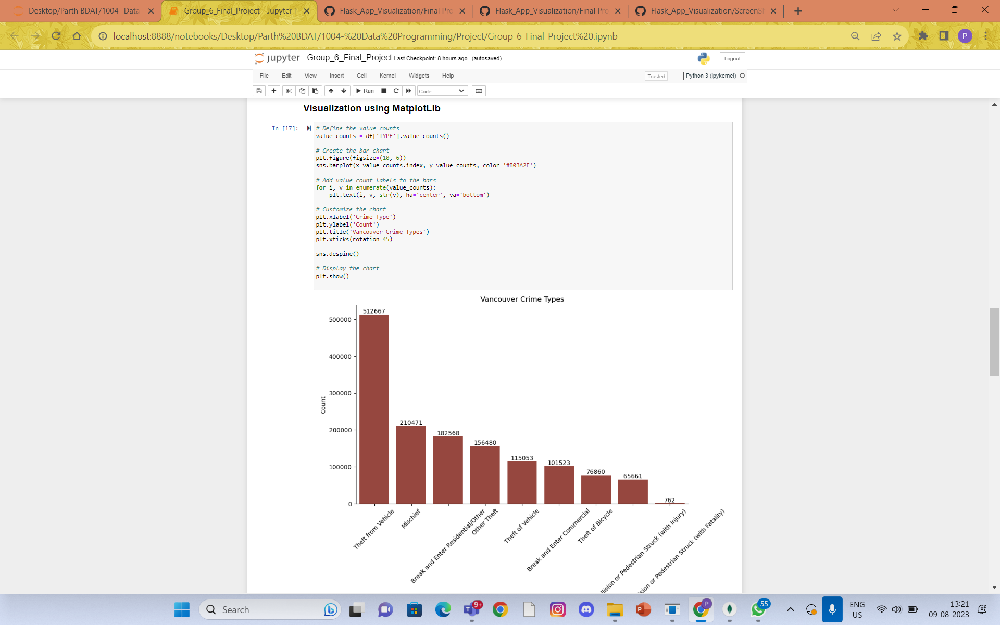 Desktop/Parth BDAT/1004- Data
Group_6_Final_Project - Jupyter
Flask_App_Visualization/Final Pro
Flask_App_Visualization/Final Pro
Flask_App_Visualization/ScreenS
localhost:8888/notebooks/Desktop/Parth%20BDAT/1004-%20Data%20Programming/Project/Group_6_Final_Project%20.ipynb
P
jupyter Group_6_Final_Project Last Checkpoint: 8 hours ago (autosaved)
Logout
File Edit View Insert Cell Kernel Widgets Help
Trusted
Python 3 (ipykernel)
Run
Code
Visualization using MatplotLib
In [17]:
# Define the value counts
value_counts = df['TYPE'].value_counts()
# Create the bar chart
plt.figure(figsize=(10, 6))
sns.barplot(x=value_counts.index, y=value_counts, color='#B03A2E')
# Add value count labels to the bars
for i, v in enumerate(value_counts):
    plt.text(i, v, str(v), ha='center', va='bottom')
# Customize the chart
plt.xlabel('Crime Type')
plt.ylabel('Count')
plt.title('Vancouver Crime Types')
plt.xticks(rotation=45)
sns.despine()
# Display the chart
plt.show()
Vancouver Crime Types
512667
500000
400000
300000
Count
210471
200000
182568
156480
115053
101523
100000
76860
65661
762
0
Theft from Vehicle
Mischief
Break and Enter Residential/Other
Other Theft
Theft of Vehicle
Break and Enter Commercial
Theft of Bicycle
llision or Pedestrian Struck (with Injury)
ision or Pedestrian Struck (with Fatality)
Search
9+
P
55
ENG
US
13:21
09-08-2023